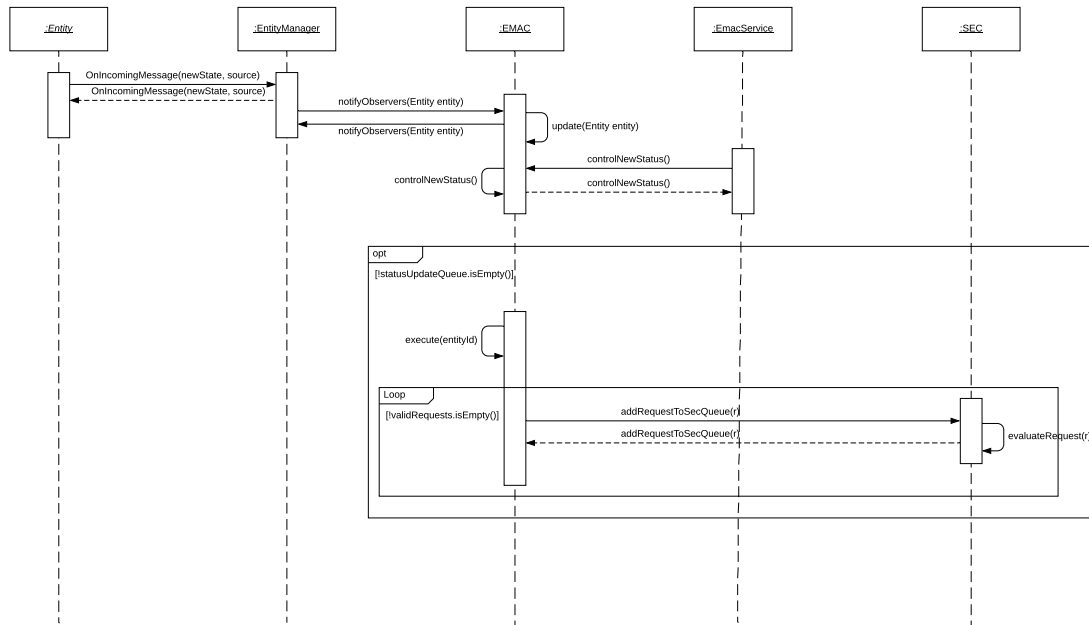 :Entity
:EntityManager
:EMAC
:EmacService
:SEC
OnIncomingMessage(newState, source)
OnIncomingMessage(newState, source)
notifyObservers(Entity entity)
update(Entity entity)
notifyObservers(Entity entity)
controlNewStatus()
controlNewStatus()
controlNewStatus()
opt
[!statusUpdateQueue.isEmpty()]
execute(entityId)
Loop
[!validRequests.isEmpty()]
addRequestToSecQueue(r)
addRequestToSecQueue(r)
evaluateRequest(r)